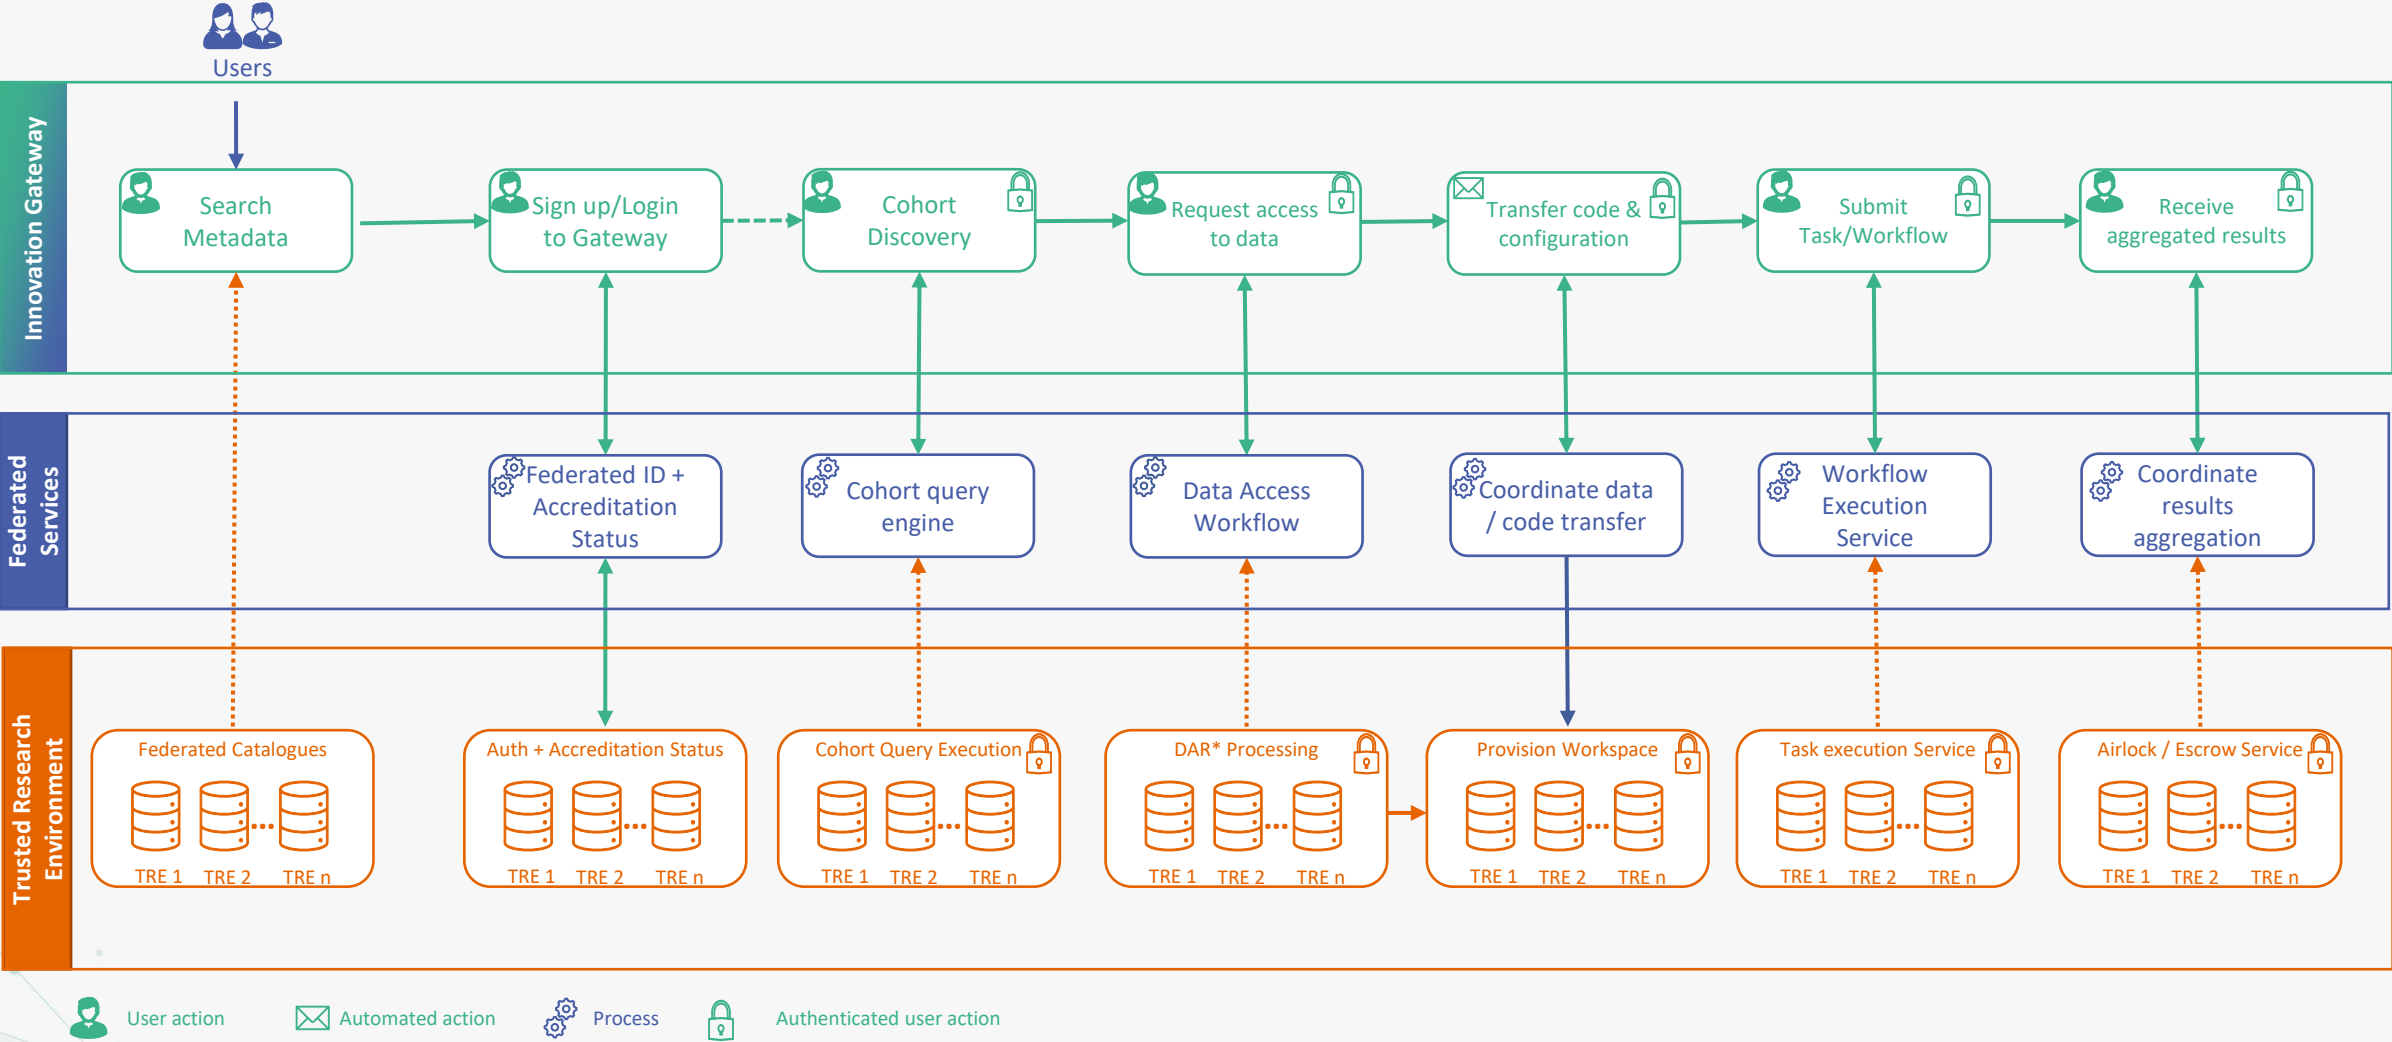 Users
Innovation Gateway
Search
Metadata
Sign up/Login
to Gateway
Cohort
Discovery
Request access
to data
Transfer code &
configuration
Submit
Task/Workflow
Receive
aggregated results
Federated
Services
Federated ID +
Accreditation
Status
Cohort query
engine
Data Access
Workflow
Coordinate data
/ code transfer
Workflow
Execution
Service
Coordinate
results
aggregation
Trusted Research
Environment
Federated Catalogues
TRE 1 TRE 2 TRE n
Auth + Accreditation Status
TRE 1 TRE 2 TRE n
Cohort Query Execution
TRE 1 TRE 2 TRE n
DAR* Processing
TRE 1 TRE 2 TRE n
Provision Workspace
TRE 1 TRE 2 TRE n
Task execution Service
TRE 1 TRE 2 TRE n
Airlock / Escrow Service
TRE 1 TRE 2 TRE n
User action
Automated action
Process
Authenticated user action